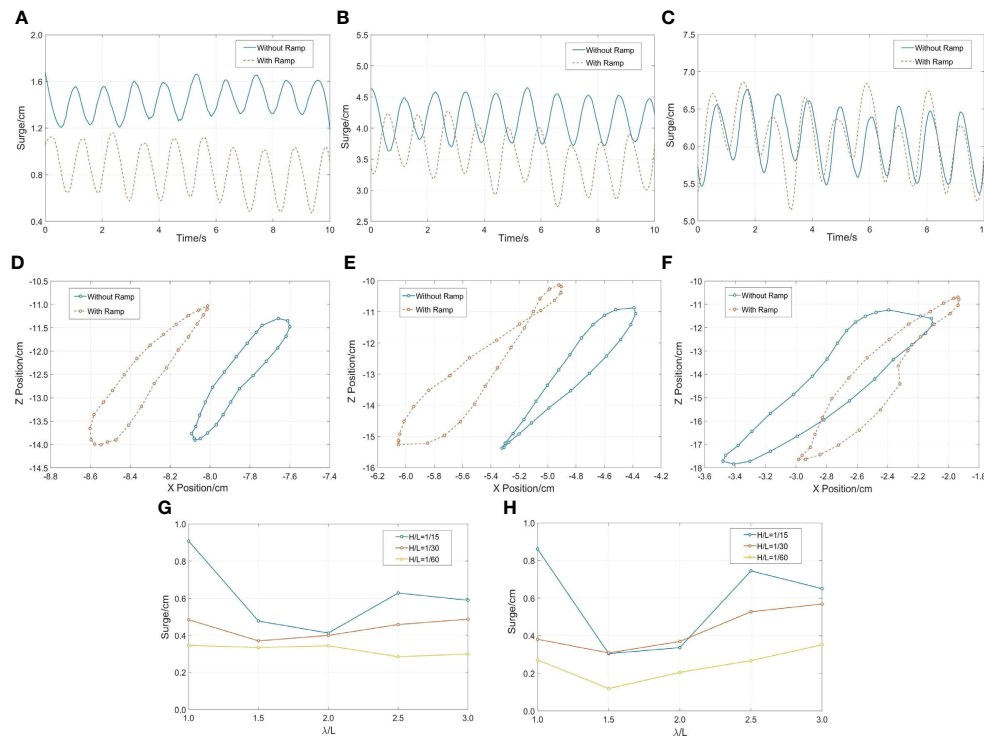 A
2.0
1.6
1.2
0.8
0.4
Surge/cm
Without Ramp
With Ramp
0 2 4 6 8 10
Time/s
B
5.5
5.0
4.5
4.0
3.5
3.0
2.5
Surge/cm
Without Ramp
With Ramp
0 2 4 6 8 10
Time/s
C
7.5
7.0
6.5
6.0
5.5
5.0
Surge/cm
Without Ramp
With Ramp
0 2 4 6 8 10
Time/s
D
-10.5
-11.0
-11.5
-12.0
-12.5
-13.0
-13.5
-14.0
-14.5
Z Position/cm
Without Ramp
With Ramp
-8.8 -8.6 -8.4 -8.2 -8.0 -7.8 -7.6 -7.4
X Position/cm
E
-10
-11
-12
-13
-14
-15
-16
Z Position/cm
Without Ramp
With Ramp
-6.2 -6.0 -5.8 -5.6 -5.4 -5.2 -5.0 -4.8 -4.6 -4.4 -4.2
X Position/cm
F
-10
-11
-12
-13
-14
-15
-16
-17
-18
Z Position/cm
Without Ramp
With Ramp
-3.6 -3.4 -3.2 -3.0 -2.8 -2.6 -2.4 -2.2 -2.0 -1.8 -1.6
X Position/cm
G
1.0
0.8
0.6
0.4
0.2
0.0
Surge/cm
H/L=1/15
H/L=1/30
H/L=1/60
1.0 1.5 2.0 2.5 3.0
λ/L
H
1.0
0.8
0.6
0.4
0.2
0.0
Surge/cm
H/L=1/15
H/L=1/30
H/L=1/60
1.0 1.5 2.0 2.5 3.0
λ/L